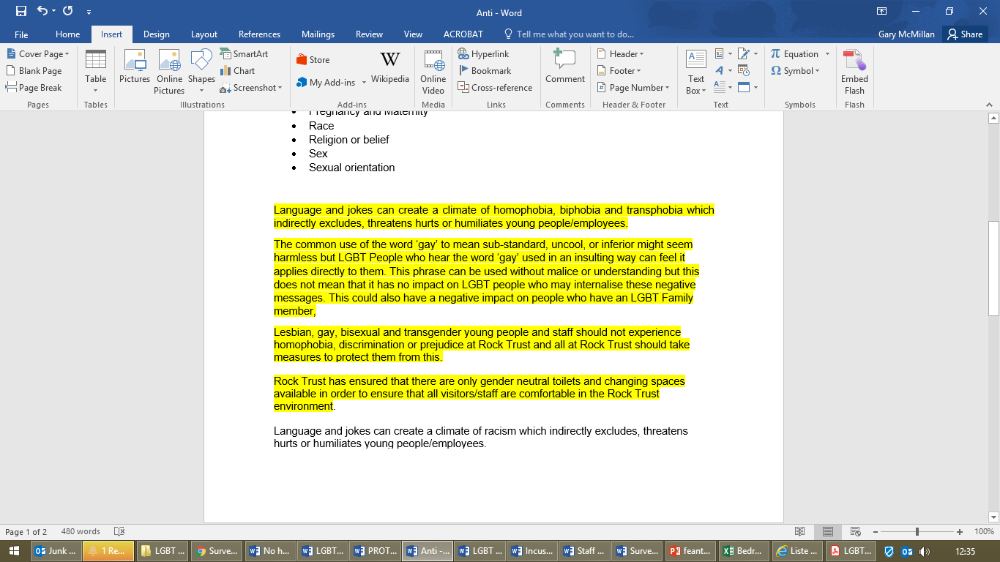 Anti - Word
File Home Insert Design Layout References Mailings Review View ACROBAT Tell me what you want to do... Gary McMillan Share
Cover Page
Blank Page
Page Break
Pages
Table
Tables
Pictures
Online Pictures
Shapes
SmartArt
Chart
Screenshot
Illustrations
Store
My Add-ins
W
Wikipedia
Add-ins
Online Video
Media
Hyperlink
Bookmark
Cross-reference
Links
Comment
Comments
Header
Footer
Page Number
Header & Footer
Text Box
Text
π Equation
Ω Symbol
Symbols
Embed Flash
Flash
Pregnancy and Maternity
• Race
• Religion or belief
• Sex
• Sexual orientation
Language and jokes can create a climate of homophobia, biphobia and transphobia which
indirectly excludes, threatens hurts or humiliates young people/employees.
The common use of the word ‘gay’ to mean sub-standard, uncool, or inferior might seem
harmless but LGBT People who hear the word ‘gay’ used in an insulting way can feel it
applies directly to them. This phrase can be used without malice or understanding but this
does not mean that it has no impact on LGBT people who may internalise these negative
messages. This could also have a negative impact on people who have an LGBT Family
member,
Lesbian, gay, bisexual and transgender young people and staff should not experience
homophobia, discrimination or prejudice at Rock Trust and all at Rock Trust should take
measures to protect them from this.
Rock Trust has ensured that there are only gender neutral toilets and changing spaces
available in order to ensure that all visitors/staff are comfortable in the Rock Trust
environment.
Language and jokes can create a climate of racism which indirectly excludes, threatens
hurts or humiliates young people/employees.
Page 1 of 2 480 words 100%
Junk ... 1 Re... LGBT ... Surve... No h... LGBT... PROT... Anti -... LGBT ... Incus... Staff ... Surve... feant... Bedr... Liste ... LGBT... 12:35